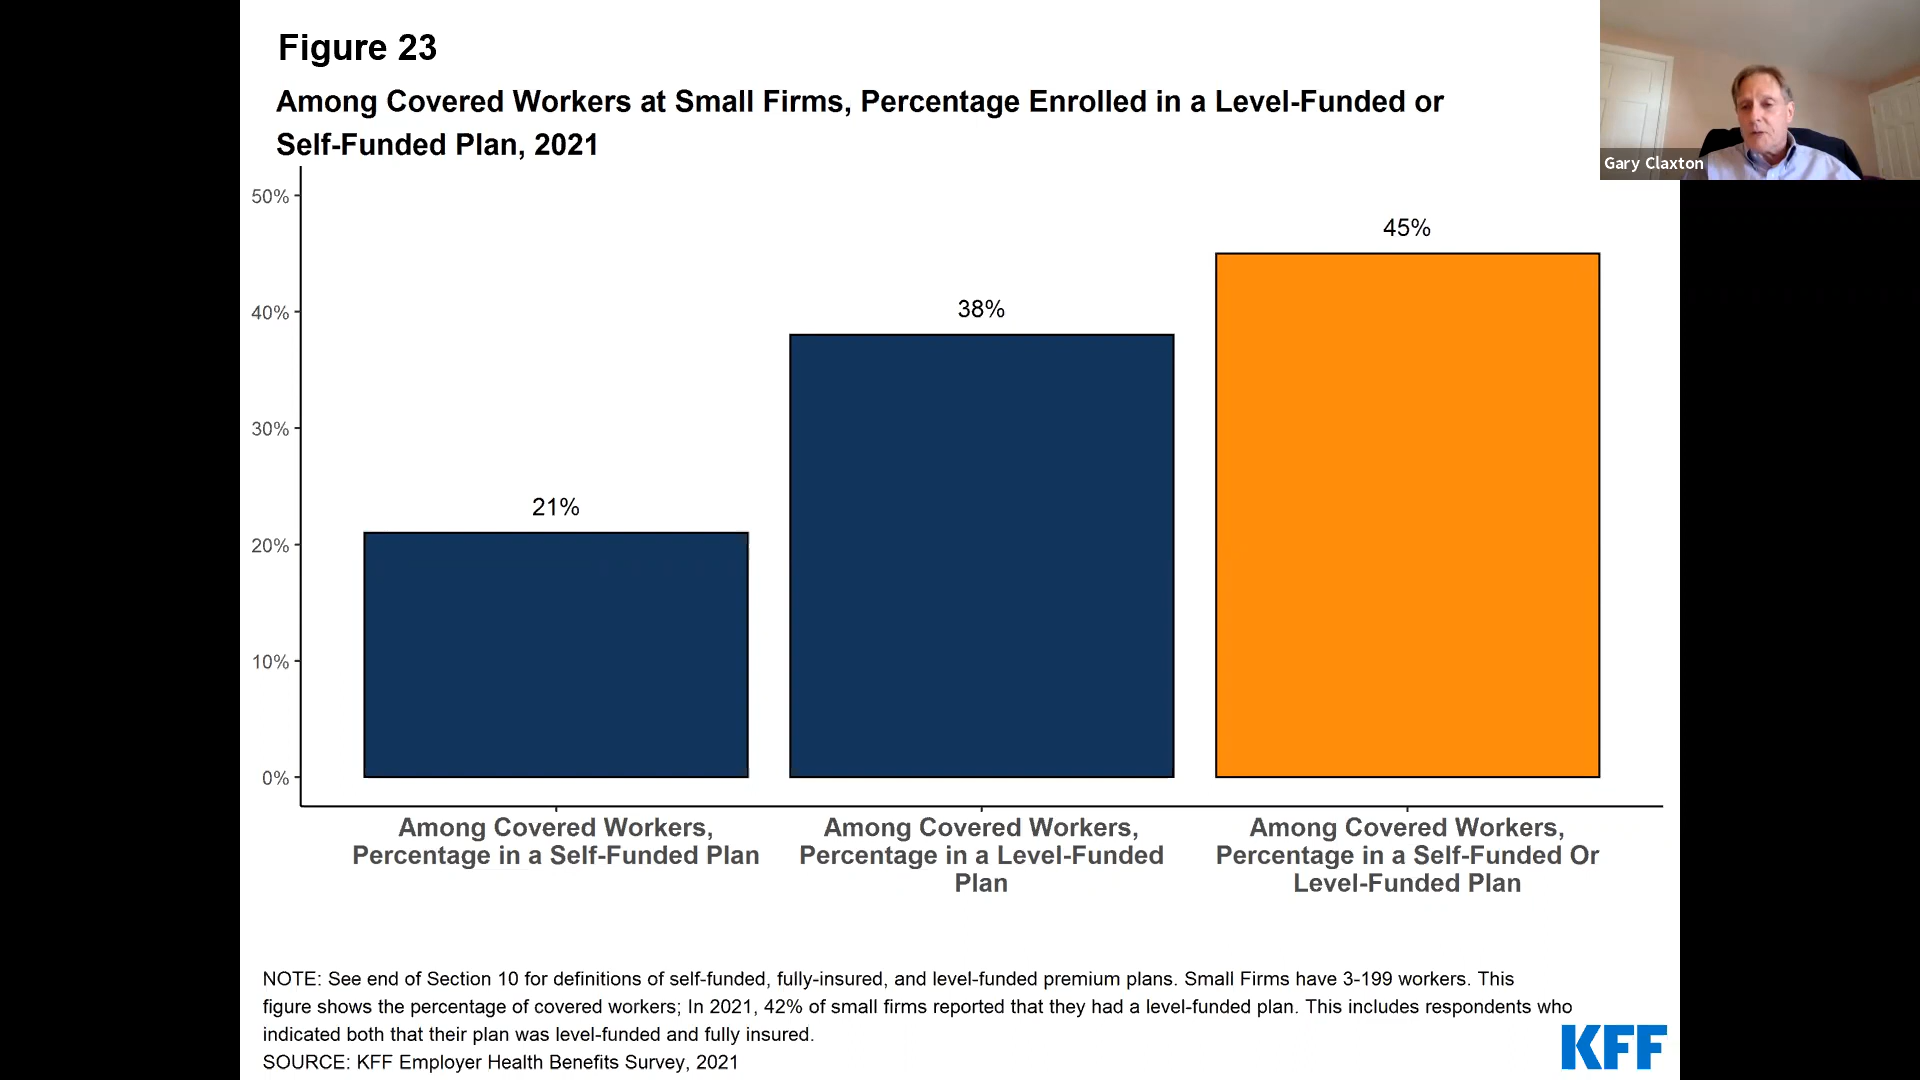 Figure 23
Among Covered Workers at Small Firms, Percentage Enrolled in a Level-Funded or
Self-Funded Plan, 2021
Gary Claxton
50%
40%
30%
20%
10%
0%
21%
38%
45%
Among Covered Workers,
Percentage in a Self-Funded Plan
Among Covered Workers,
Percentage in a Level-Funded
Plan
Among Covered Workers,
Percentage in a Self-Funded Or
Level-Funded Plan
NOTE: See end of Section 10 for definitions of self-funded, fully-insured, and level-funded premium plans. Small Firms have 3-199 workers. This
figure shows the percentage of covered workers; In 2021, 42% of small firms reported that they had a level-funded plan. This includes respondents who
indicated both that their plan was level-funded and fully insured.
SOURCE: KFF Employer Health Benefits Survey, 2021
KFF